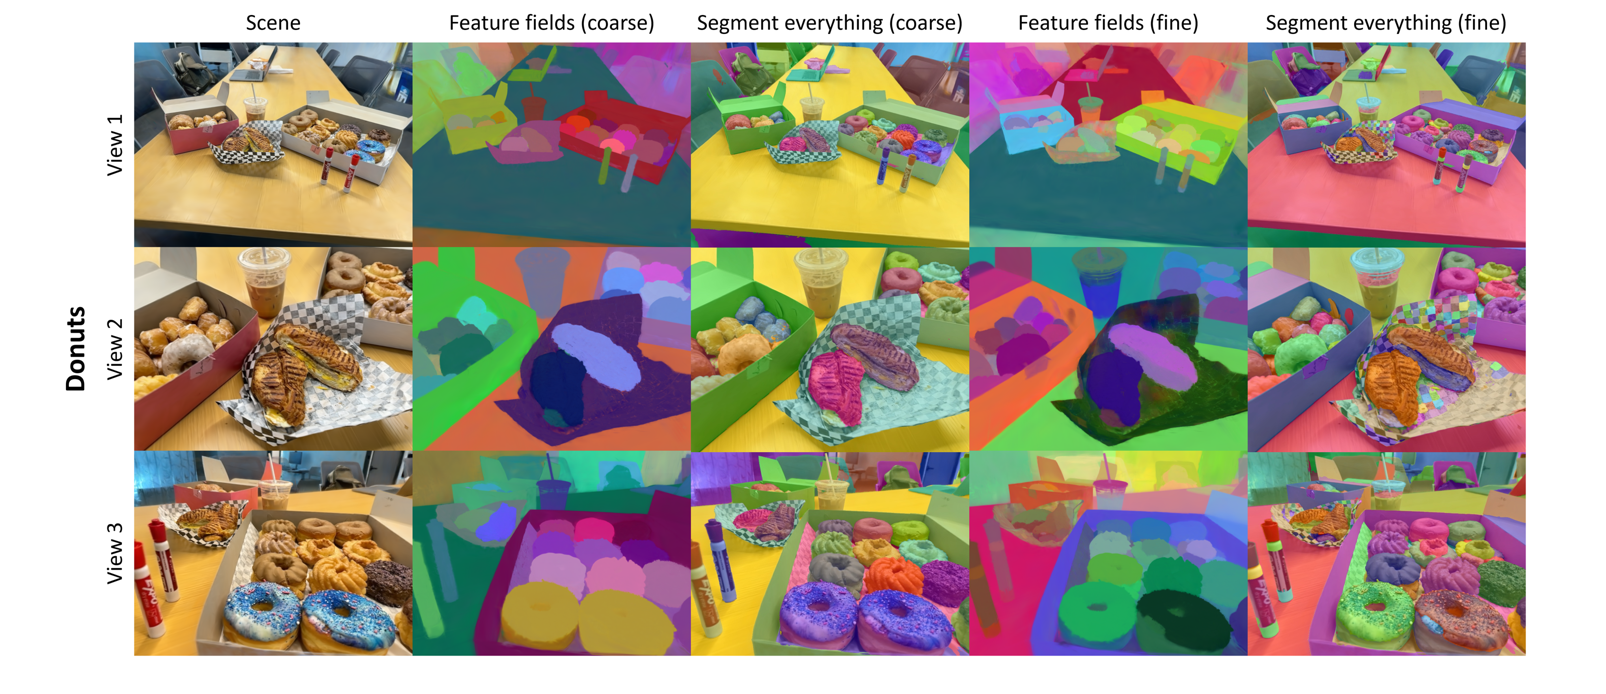 Scene
Feature fields (coarse)
Segment everything (coarse)
Feature fields (fine)
Segment everything (fine)
Donuts
View 1
View 2
View 3